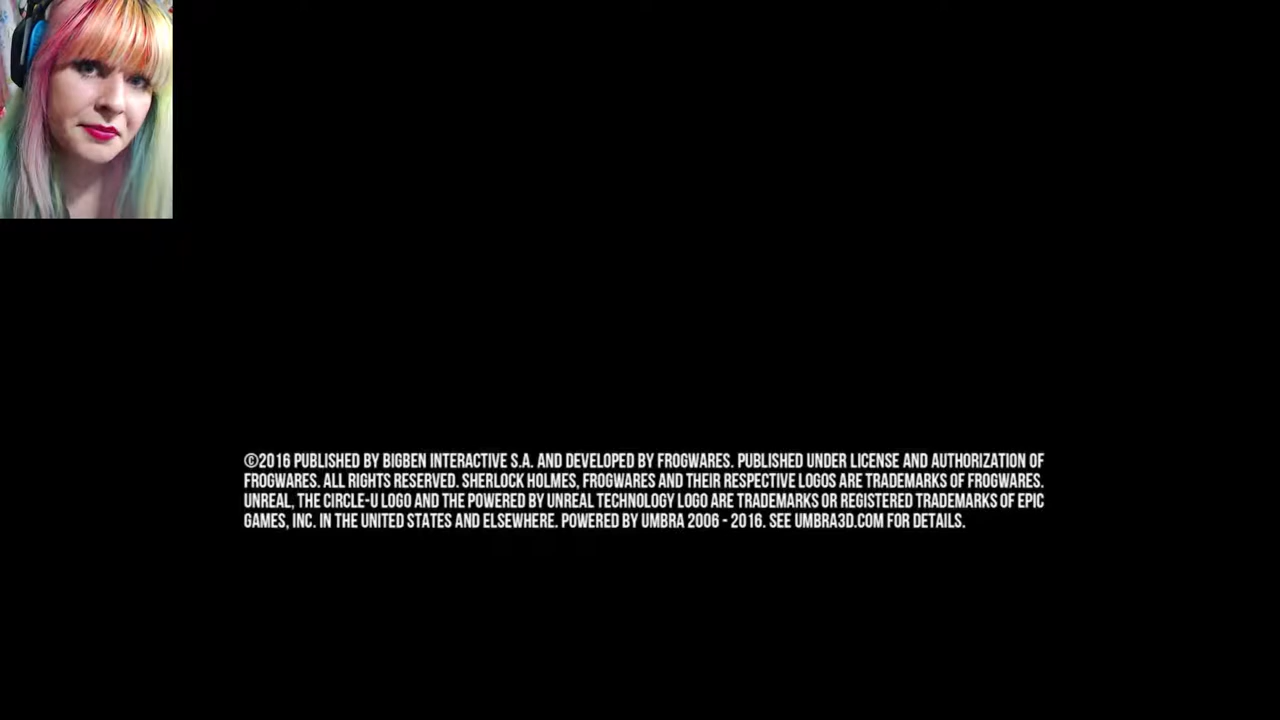 ©2016 PUBLISHED BY BIGBEN INTERACTIVE S.A. AND DEVELOPED BY FROGWARES. PUBLISHED UNDER LICENSE AND AUTHORIZATION OF
FROGWARES. ALL RIGHTS RESERVED. SHERLOCK HOLMES, FROGWARES AND THEIR RESPECTIVE LOGOS ARE TRADEMARKS OF FROGWARES.
UNREAL, THE CIRCLE-U LOGO AND THE POWERED BY UNREAL TECHNOLOGY LOGO ARE TRADEMARKS OR REGISTERED TRADEMARKS OF EPIC
GAMES, INC. IN THE UNITED STATES AND ELSEWHERE. POWERED BY UMBRA 2006 - 2016. SEE UMBRA3D.COM FOR DETAILS.